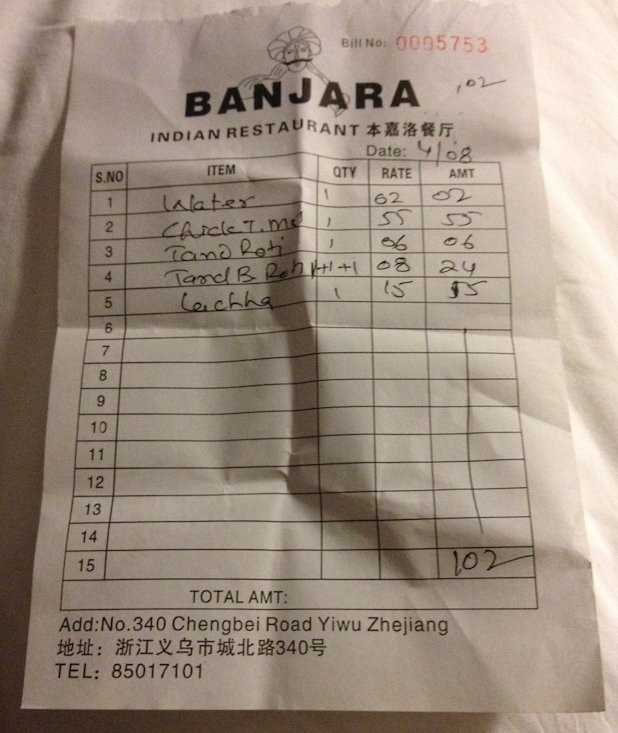 Bill No: 0005753
BANJARA
,102
INDIAN RESTAURANT 本嘉洛餐厅
Date: 4/08
S.NO ITEM QTY RATE AMT
1 Water 1 02 02
2 Chick T. 1 55 55
3 Tand Roti 1 06 06
4 Tand B. Roti 1+1+1 08 24
5 Lachha 1 15 15
6
7
8
9
10
11
12
13
14
15 102
TOTAL AMT:
Add:No.340 Chengbei Road Yiwu Zhejiang
地址：浙江义乌市城北路340号
TEL：85017101